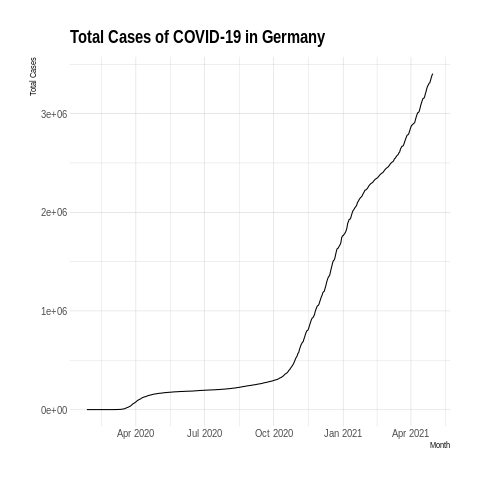 Total Cases of COVID-19 in Germany
Total Cases
3e+06
2e+06
1e+06
0e+00
Apr 2020 Jul 2020 Oct 2020 Jan 2021 Apr 2021
Month